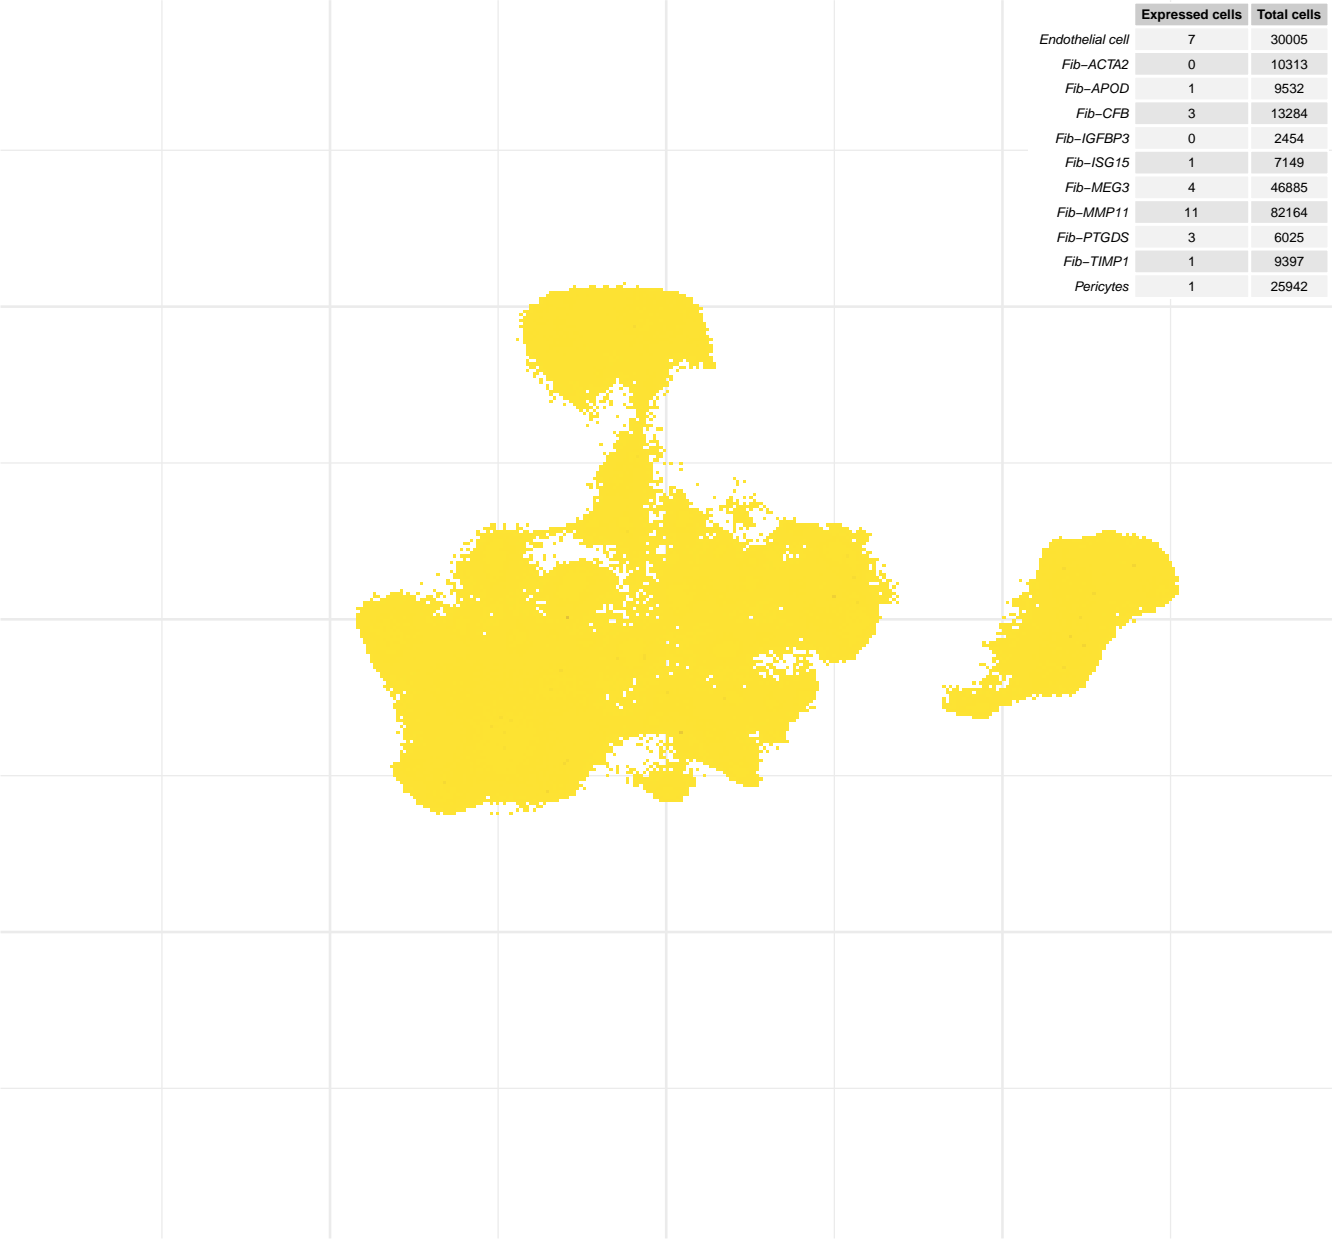 Expressed cells Total cells
Endothelial cell 7 30005
Fib−ACTA2 0 10313
Fib−APOD 1 9532
Fib−CFB 3 13284
Fib−IGFBP3 0 2454
Fib−ISG15 1 7149
Fib−MEG3 4 46885
Fib−MMP11 11 82164
Fib−PTGDS 3 6025
Fib−TIMP1 1 9397
Pericytes 1 25942